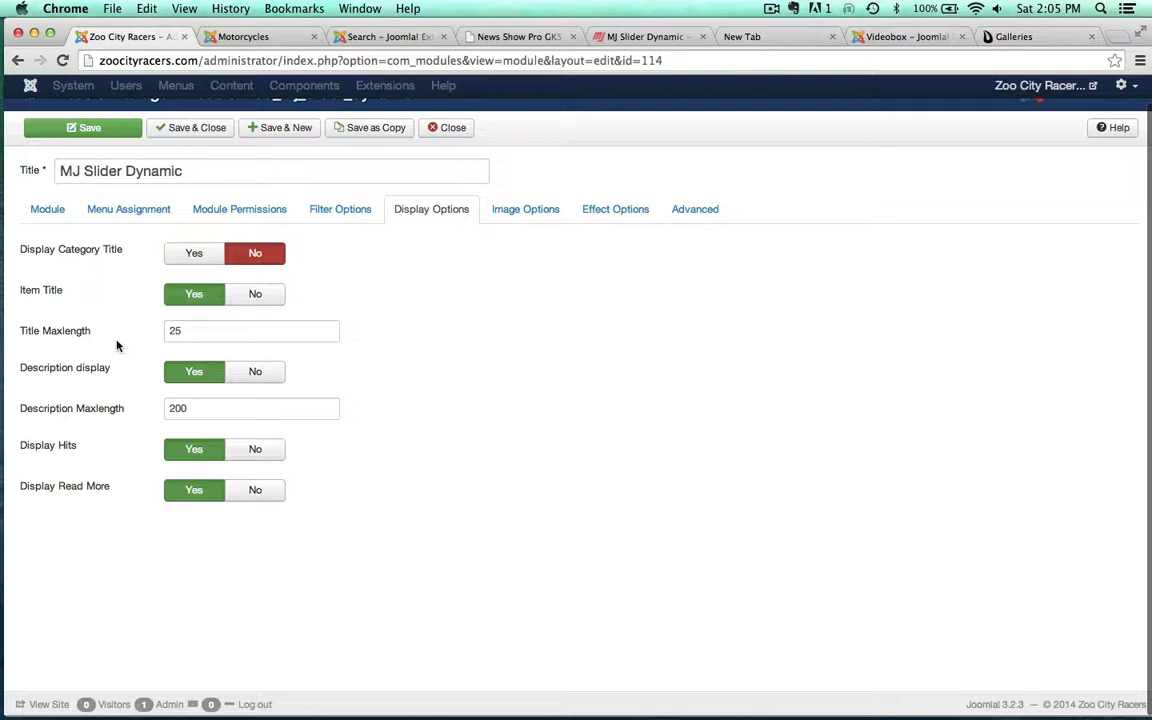 Chrome File Edit View History Bookmarks Window Help 1 100% Sat 2:05 PM
Zoo City Racers – Ad Motorcycles Search – Joomla! Ext News Show Pro GK5 MJ Slider Dynamic – New Tab Videobox – Joomla! S Galleries
zoocityracers.com/administrator/index.php?option=com_modules&view=module&layout=edit&id=114
System Users Menus Content Components Extensions Help Zoo City Racer...
Save Save & Close Save & New Save as Copy Close Help
Title * MJ Slider Dynamic
Module Menu Assignment Module Permissions Filter Options Display Options Image Options Effect Options Advanced
Display Category Title Yes No
Item Title Yes No
Title Maxlength 25
Description display Yes No
Description Maxlength 200
Display Hits Yes No
Display Read More Yes No
View Site 0 Visitors 1 Admin 0 Log out Joomla! 3.2.3 — © 2014 Zoo City Racers